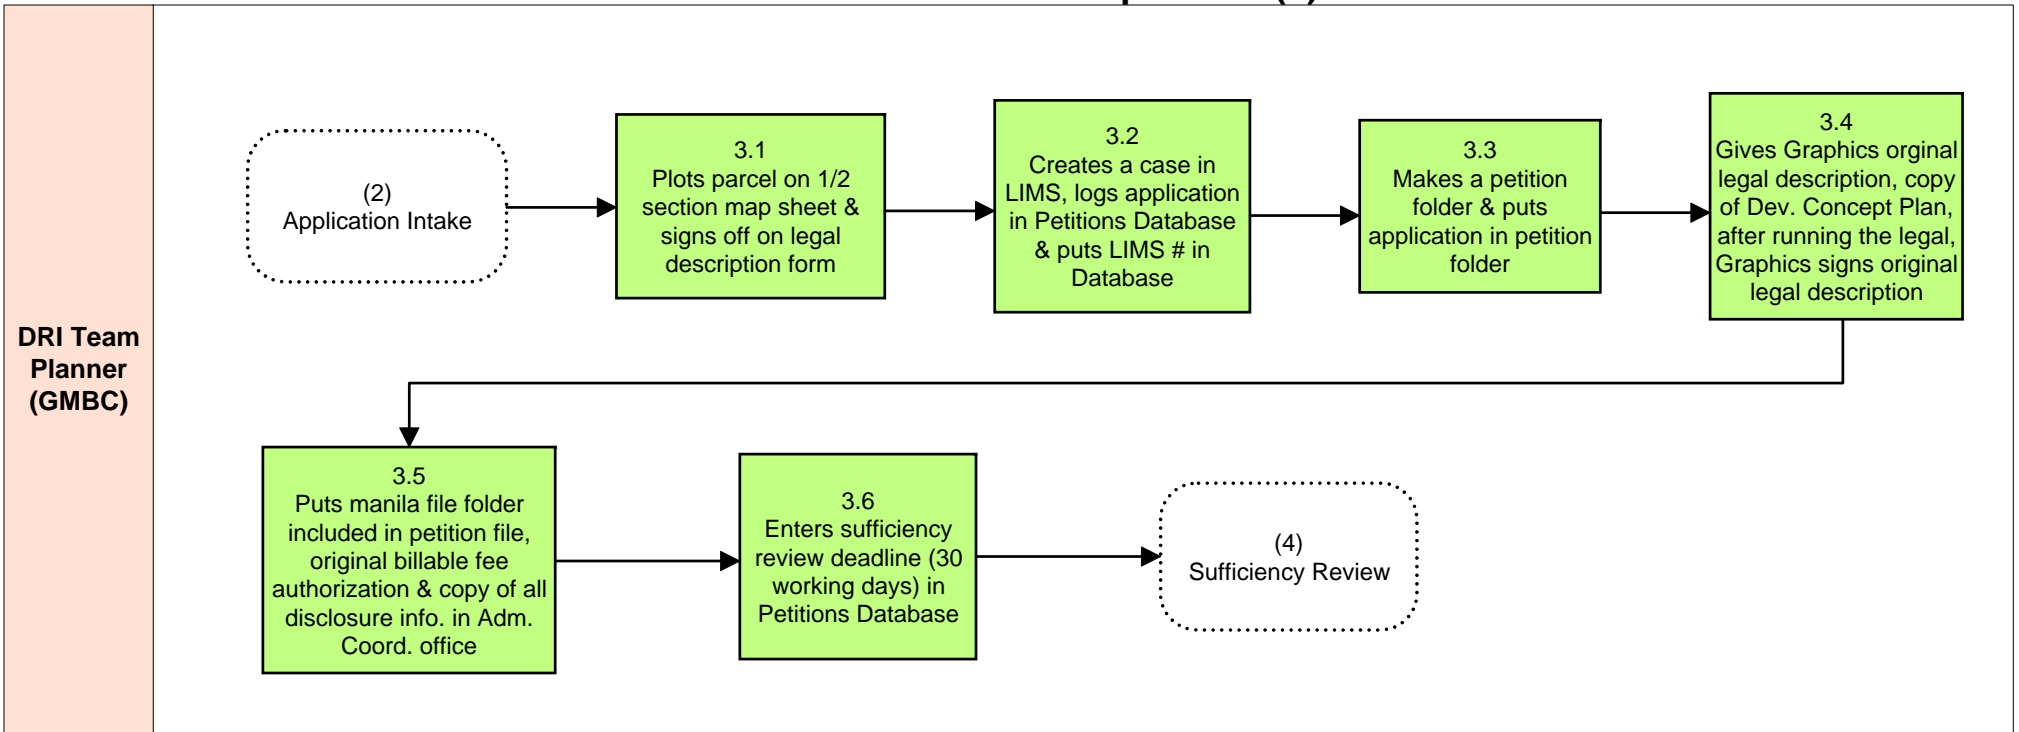 DRI Team
Planner
(GMBC)
(2)
Application Intake
3.1
Plots parcel on 1/2
section map sheet &
signs off on legal
description form
3.2
Creates a case in
LIMS, logs application
in Petitions Database
& puts LIMS # in
Database
3.3
Makes a petition
folder & puts
application in petition
folder
3.4
Gives Graphics orginal
legal description, copy
of Dev. Concept Plan,
after running the legal,
Graphics signs original
legal description
3.5
Puts manila file folder
included in petition file,
original billable fee
authorization & copy of all
disclosure info. in Adm.
Coord. office
3.6
Enters sufficiency
review deadline (30
working days) in
Petitions Database
(4)
Sufficiency Review